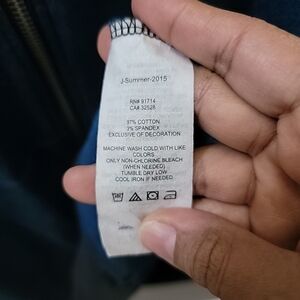 J-Summer-2015
RN# 91714
CA# 32528
97% COTTON
3% SPANDEX
EXCLUSIVE OF DECORATION
MACHINE WASH COLD WITH LIKE
COLORS
ONLY NON-CHLORINE BLEACH
(WHEN NEEDED)
TUMBLE DRY LOW
COOL IRON IF NEEDED